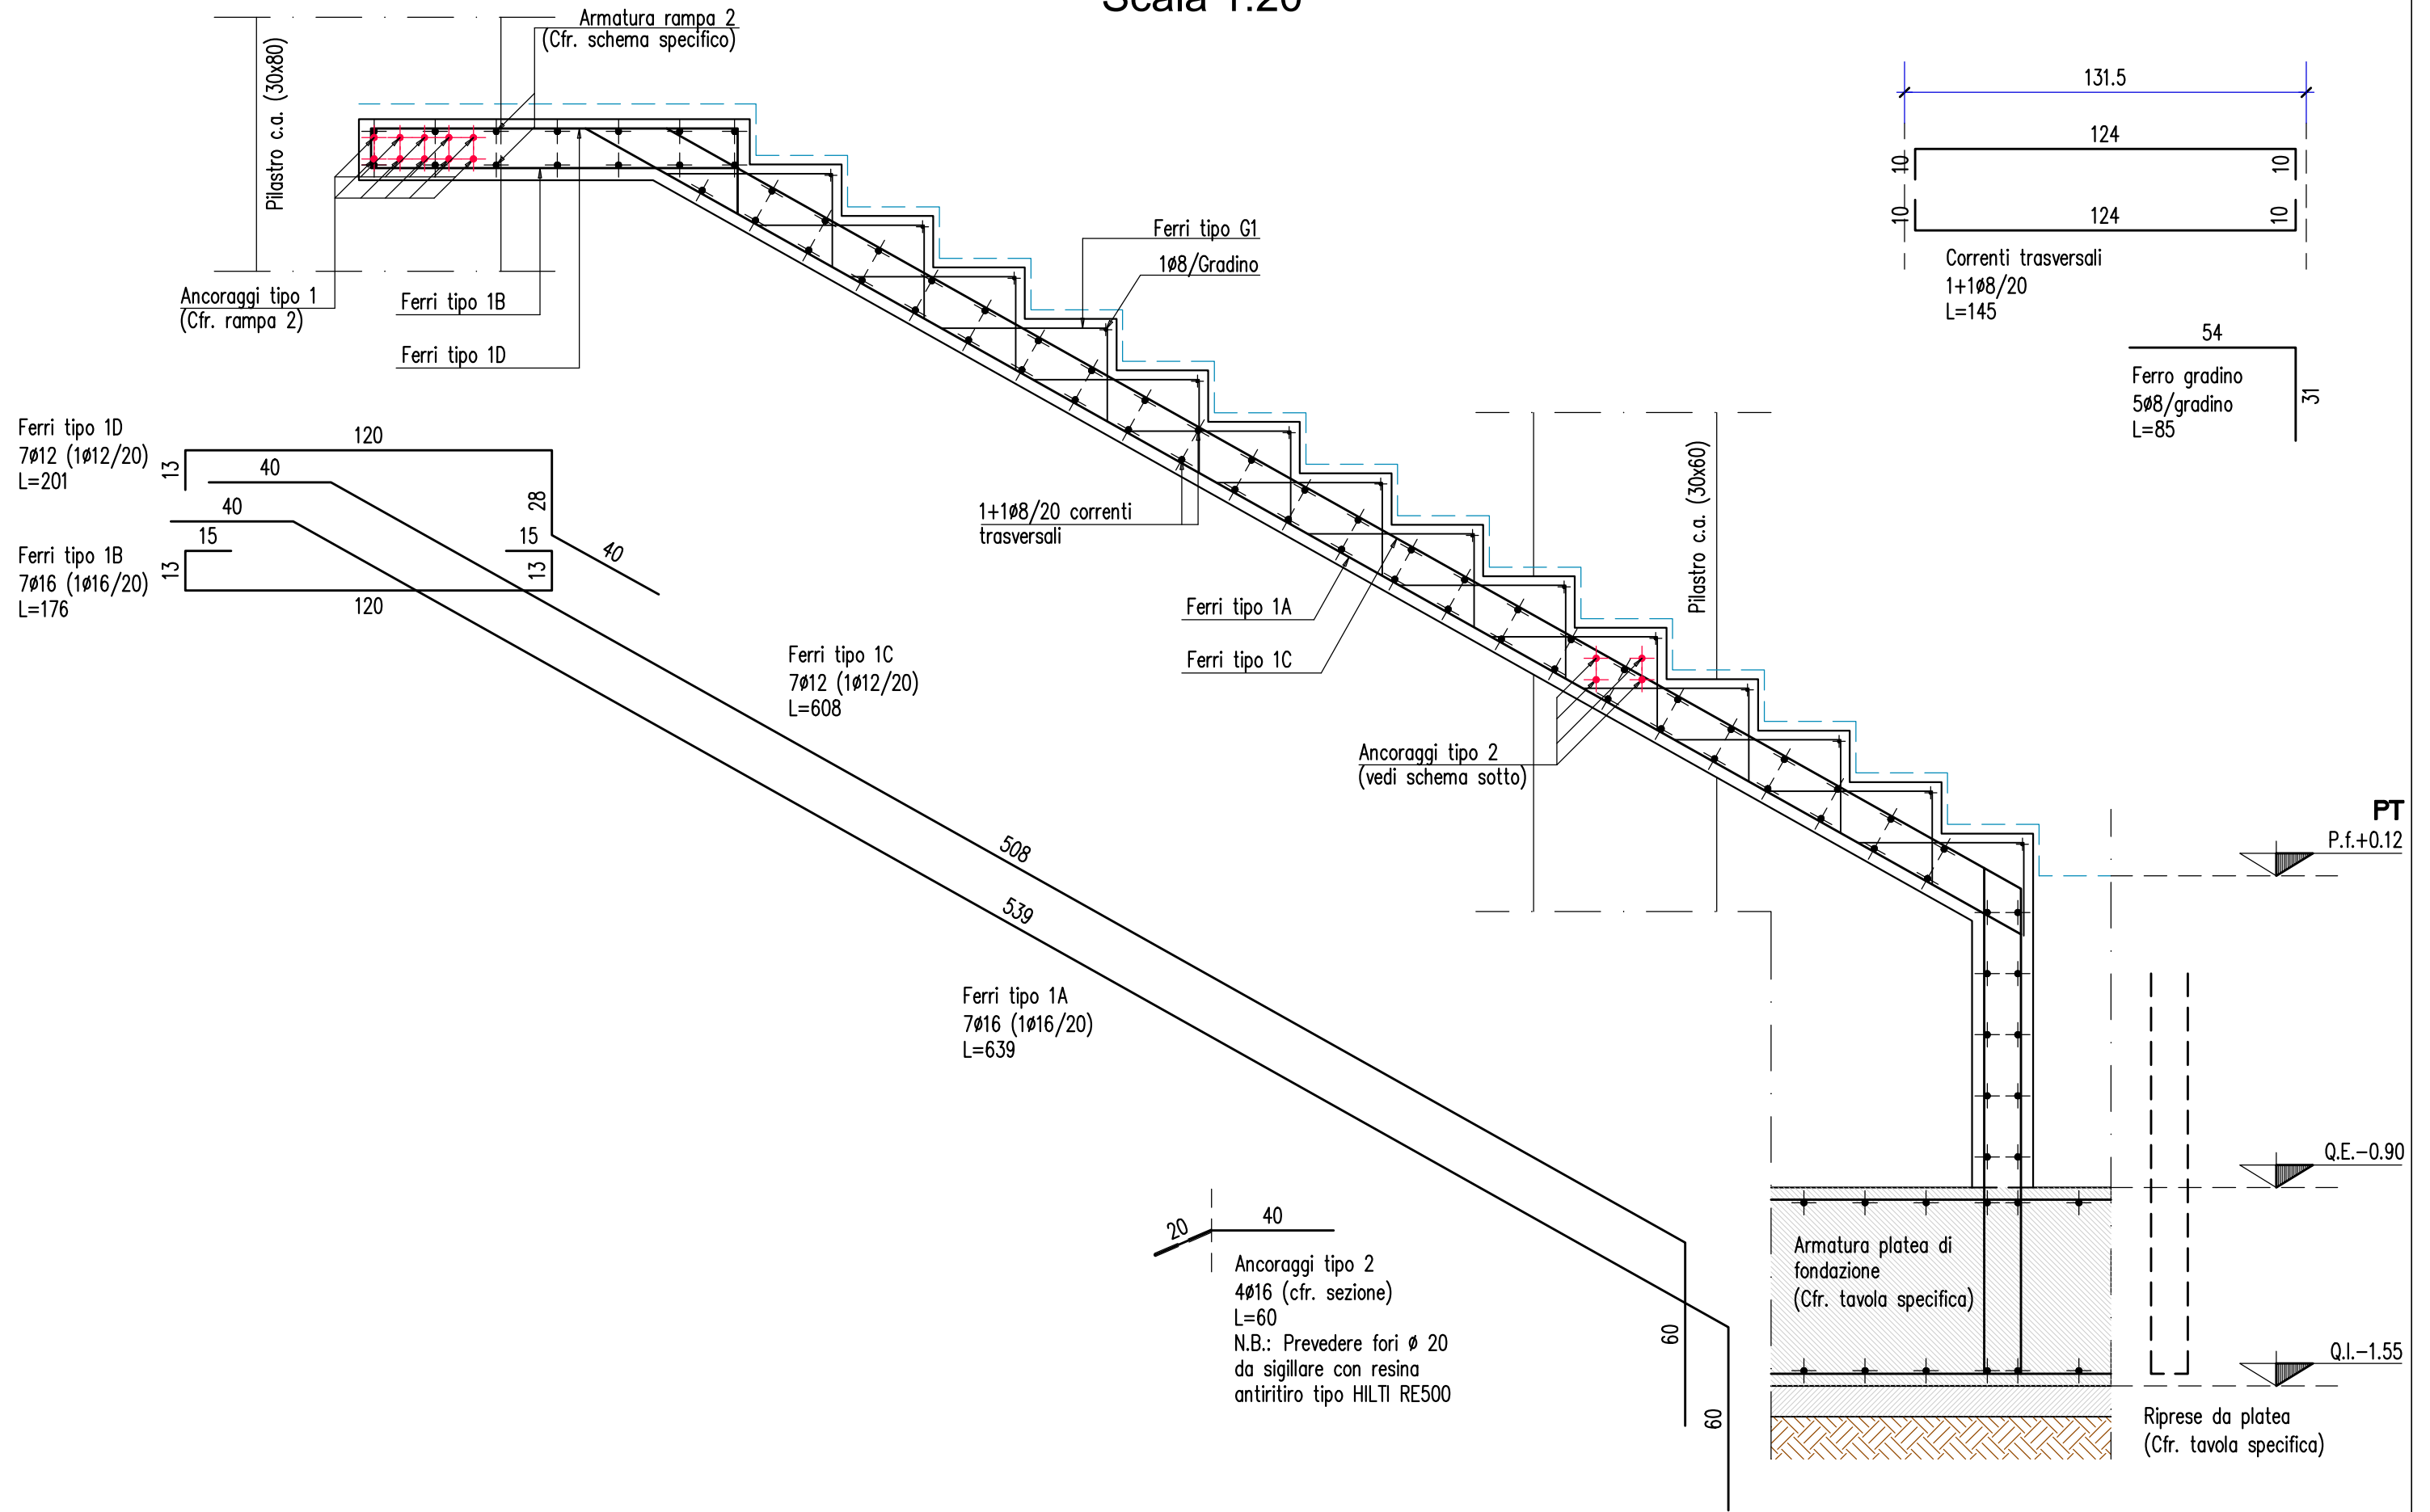 Scala 1:20
Armatura rampa 2
(Cfr. schema specifico)
Pilastro c.a. (30x80)
Ancoraggi tipo 1
(Cfr. rampa 2)
Ferri tipo 1B
Ferri tipo 1D
Ferri tipo G1
1ø8/Gradino
131.5
124
10
10
10
124
10
Correnti trasversali
1+1ø8/20
L=145
54
31
Ferro gradino
5ø8/gradino
L=85
Ferri tipo 1D
7ø12 (1ø12/20)
L=201
120
13
40
28
40
40
15
15
13
13
120
Ferri tipo 1B
7ø16 (1ø16/20)
L=176
1+1ø8/20 correnti
trasversali
Pilastro c.a. (30x60)
Ferri tipo 1A
Ferri tipo 1C
Ferri tipo 1C
7ø12 (1ø12/20)
L=608
Ancoraggi tipo 2
(vedi schema sotto)
508
539
Ferri tipo 1A
7ø16 (1ø16/20)
L=639
PT
P.f.+0.12
Q.E.-0.90
Q.I.-1.55
20
40
Ancoraggi tipo 2
4ø16 (cfr. sezione)
L=60
N.B.: Prevedere fori ø 20
da sigillare con resina
antiritiro tipo HILTI RE500
60
60
Armatura platea di
fondazione
(Cfr. tavola specifica)
Riprese da platea
(Cfr. tavola specifica)